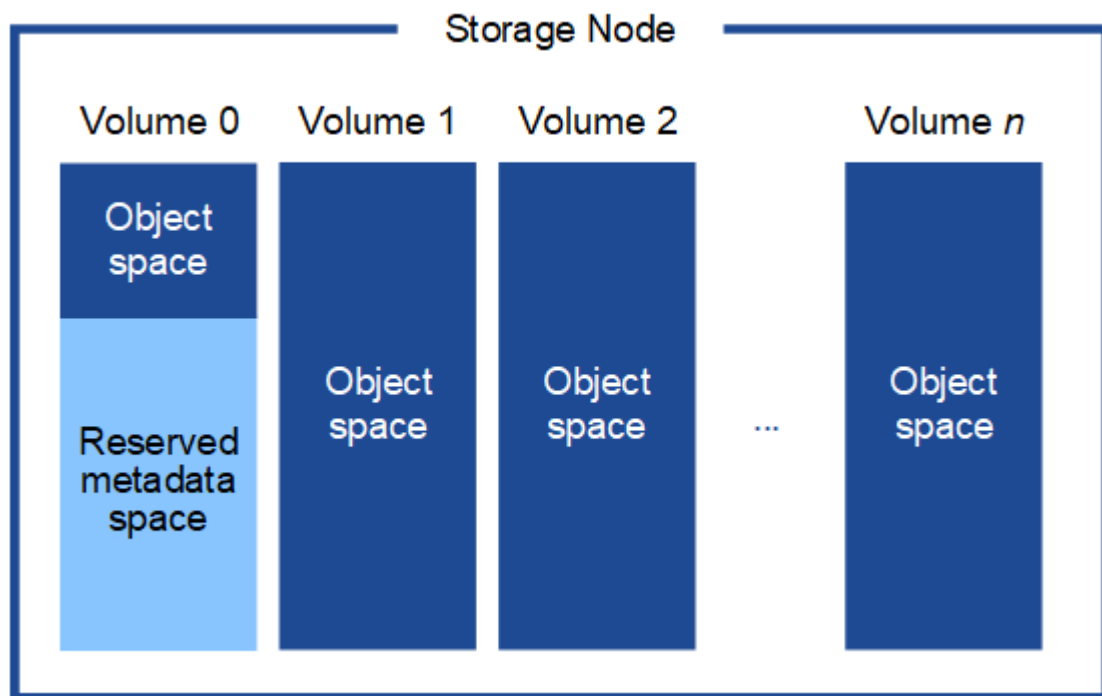 Storage Node
Volume 0
Volume 1
Volume 2
Volume n
Object
space
Reserved
metadata
space
Object
space
Object
space
...
Object
space